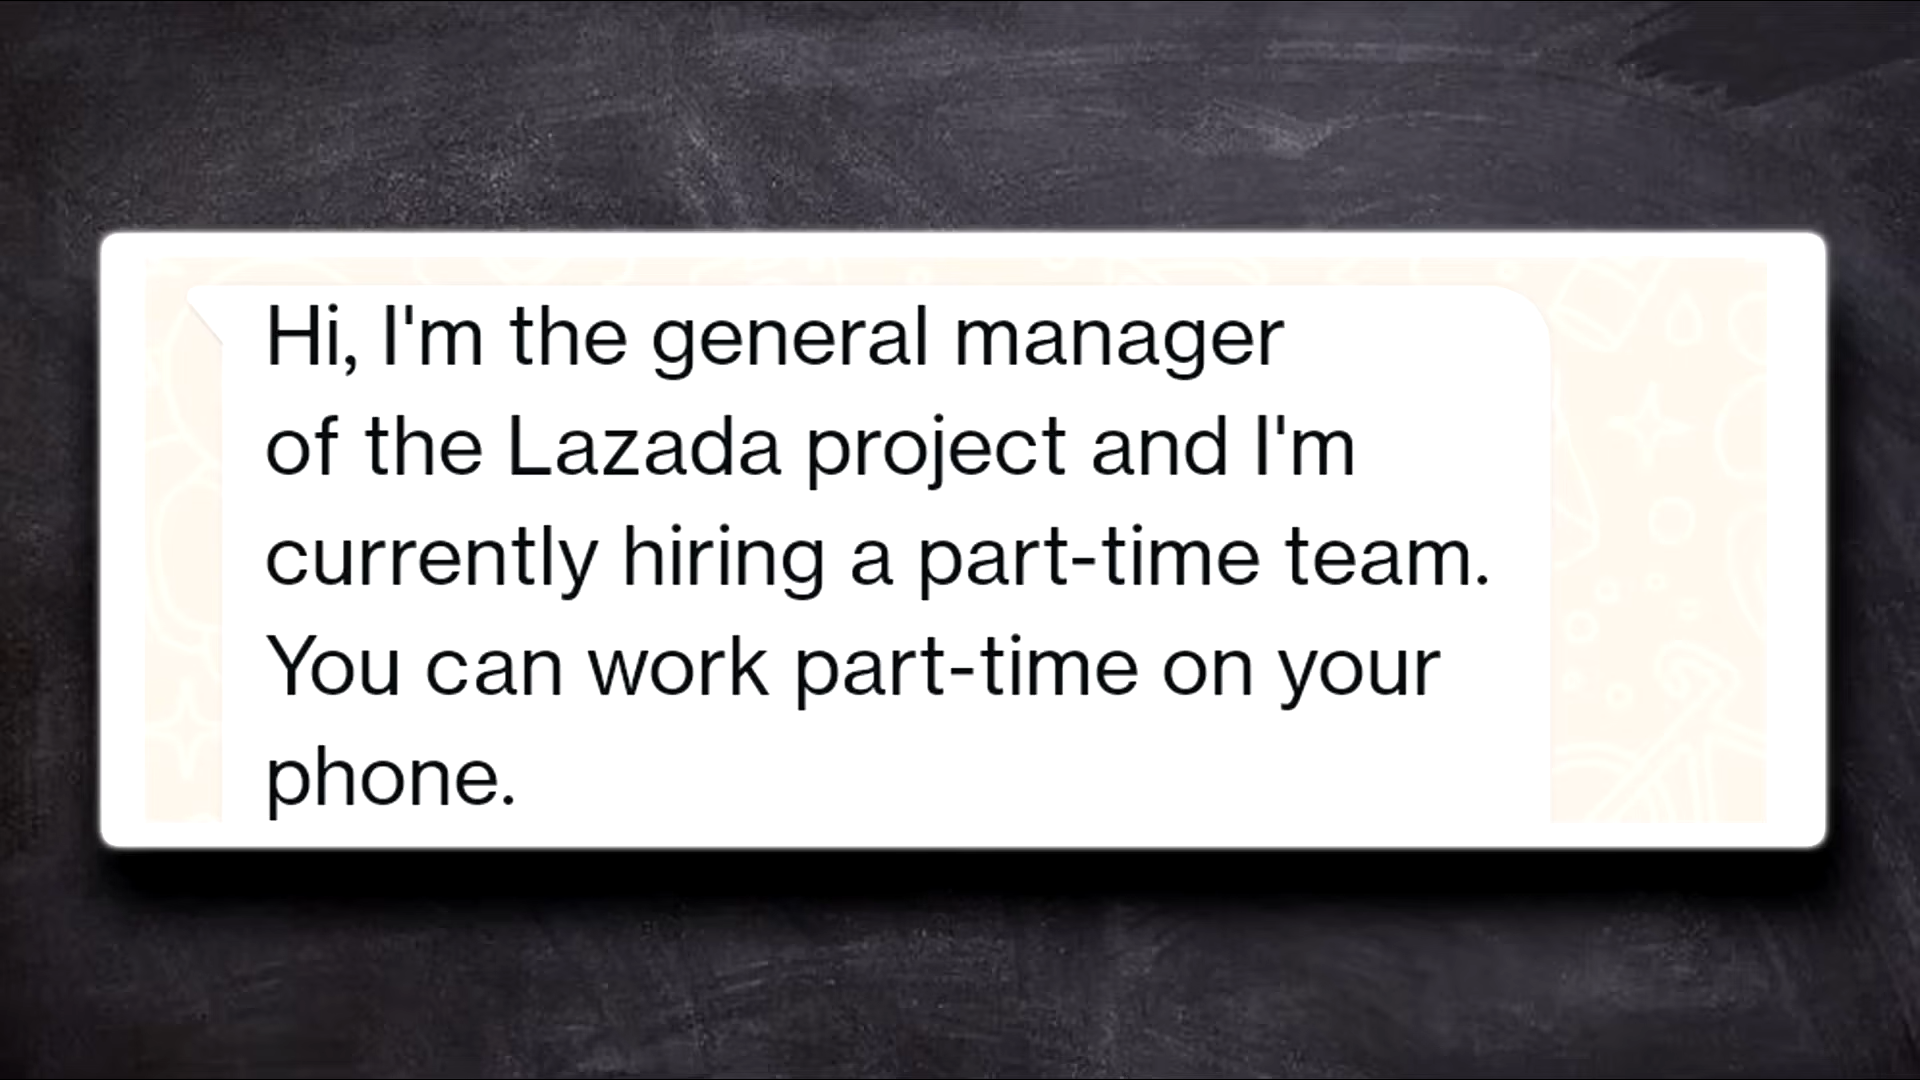 Hi, I'm the general manager
of the Lazada project and I'm
currently hiring a part-time team.
You can work part-time on your
phone.